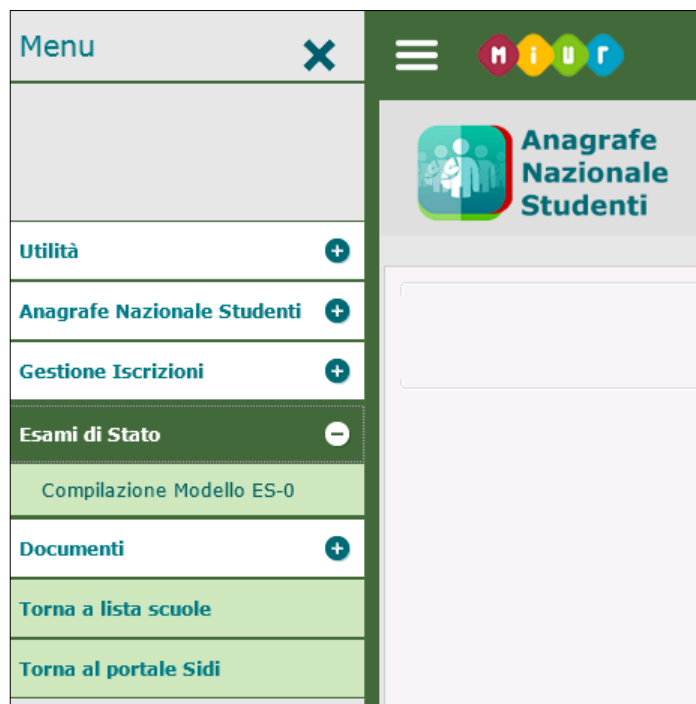 Menu
MIUr
Anagrafe
Nazionale
Studenti
Utilità
Anagrafe Nazionale Studenti
Gestione Iscrizioni
Esami di Stato
Compilazione Modello ES-0
Documenti
Torna a lista scuole
Torna al portale Sidi